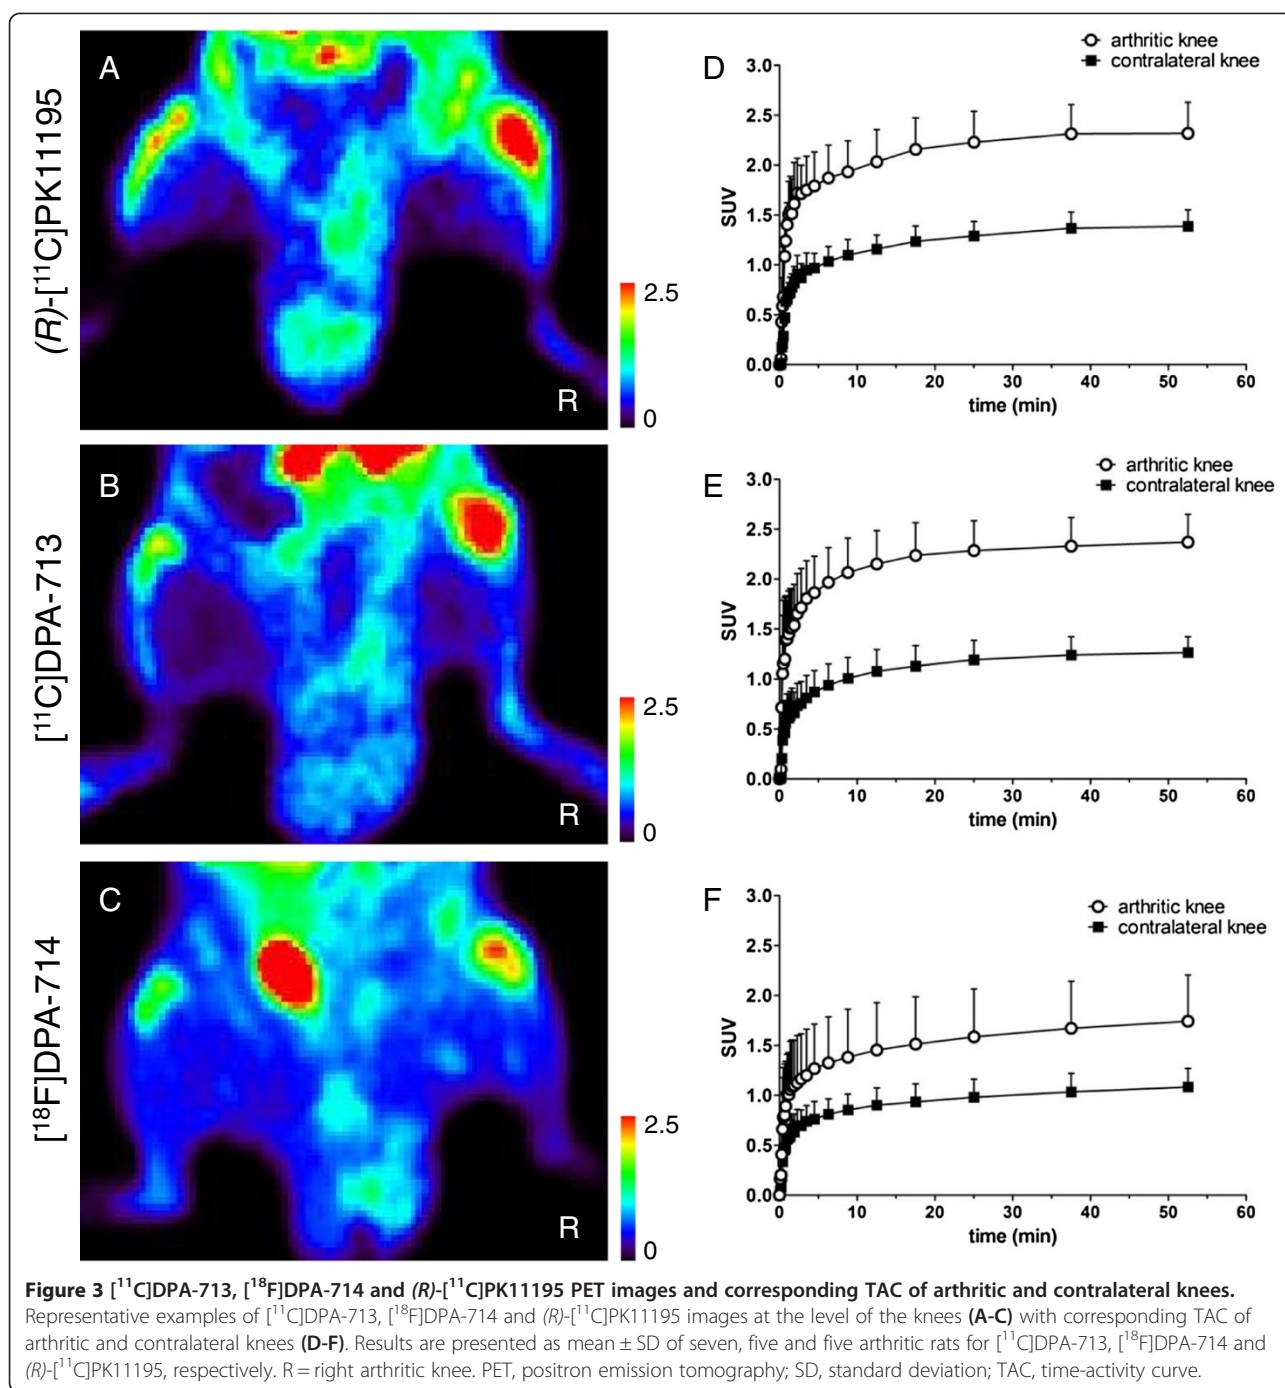 (R)-[¹¹C]PK11195
A
R
2.5
0
D
arthritic knee
contralateral knee
3.0
2.5
2.0
1.5
1.0
0.5
0.0
SUV
0 10 20 30 40 50 60
time (min)
[¹¹C]DPA-713
B
R
2.5
0
E
arthritic knee
contralateral knee
3.0
2.5
2.0
1.5
1.0
0.5
0.0
SUV
0 10 20 30 40 50 60
time (min)
[¹⁸F]DPA-714
C
R
2.5
0
F
arthritic knee
contralateral knee
3.0
2.5
2.0
1.5
1.0
0.5
0.0
SUV
0 10 20 30 40 50 60
time (min)
Figure 3 [¹¹C]DPA-713, [¹⁸F]DPA-714 and (R)-[¹¹C]PK11195 PET images and corresponding TAC of arthritic and contralateral knees.
Representative examples of [¹¹C]DPA-713, [¹⁸F]DPA-714 and (R)-[¹¹C]PK11195 images at the level of the knees (A-C) with corresponding TAC of
arthritic and contralateral knees (D-F). Results are presented as mean ± SD of seven, five and five arthritic rats for [¹¹C]DPA-713, [¹⁸F]DPA-714 and
(R)-[¹¹C]PK11195, respectively. R = right arthritic knee. PET, positron emission tomography; SD, standard deviation; TAC, time-activity curve.